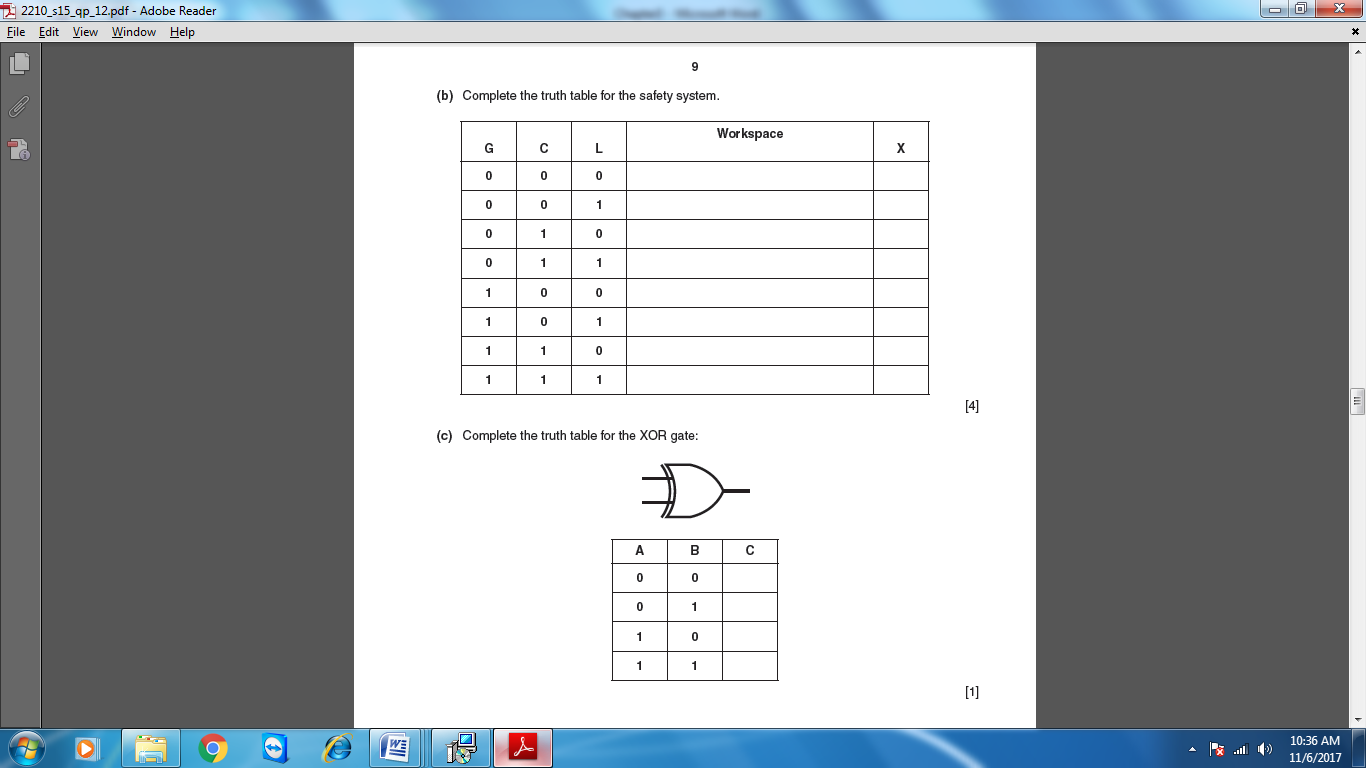 2210_s15_qp_12.pdf - Adobe Reader
File Edit View Window Help
9
(b) Complete the truth table for the safety system.
G C L Workspace X
0 0 0
0 0 1
0 1 0
0 1 1
1 0 0
1 0 1
1 1 0
1 1 1
[4]
(c) Complete the truth table for the XOR gate:
A B C
0 0
0 1
1 0
1 1
[1]
10:36 AM
11/6/2017